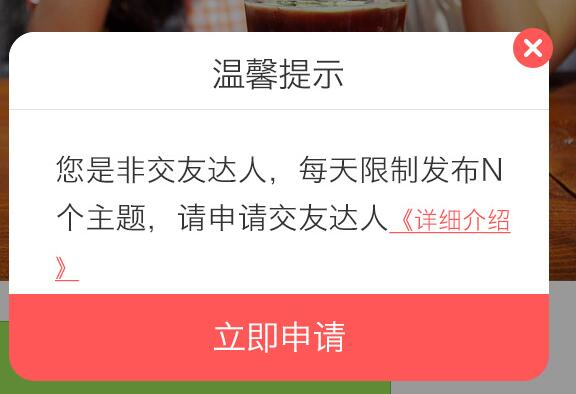 温馨提示
您是非交友达人，每天限制发布N
个主题，请申请交友达人《详细介绍
》
立即申请